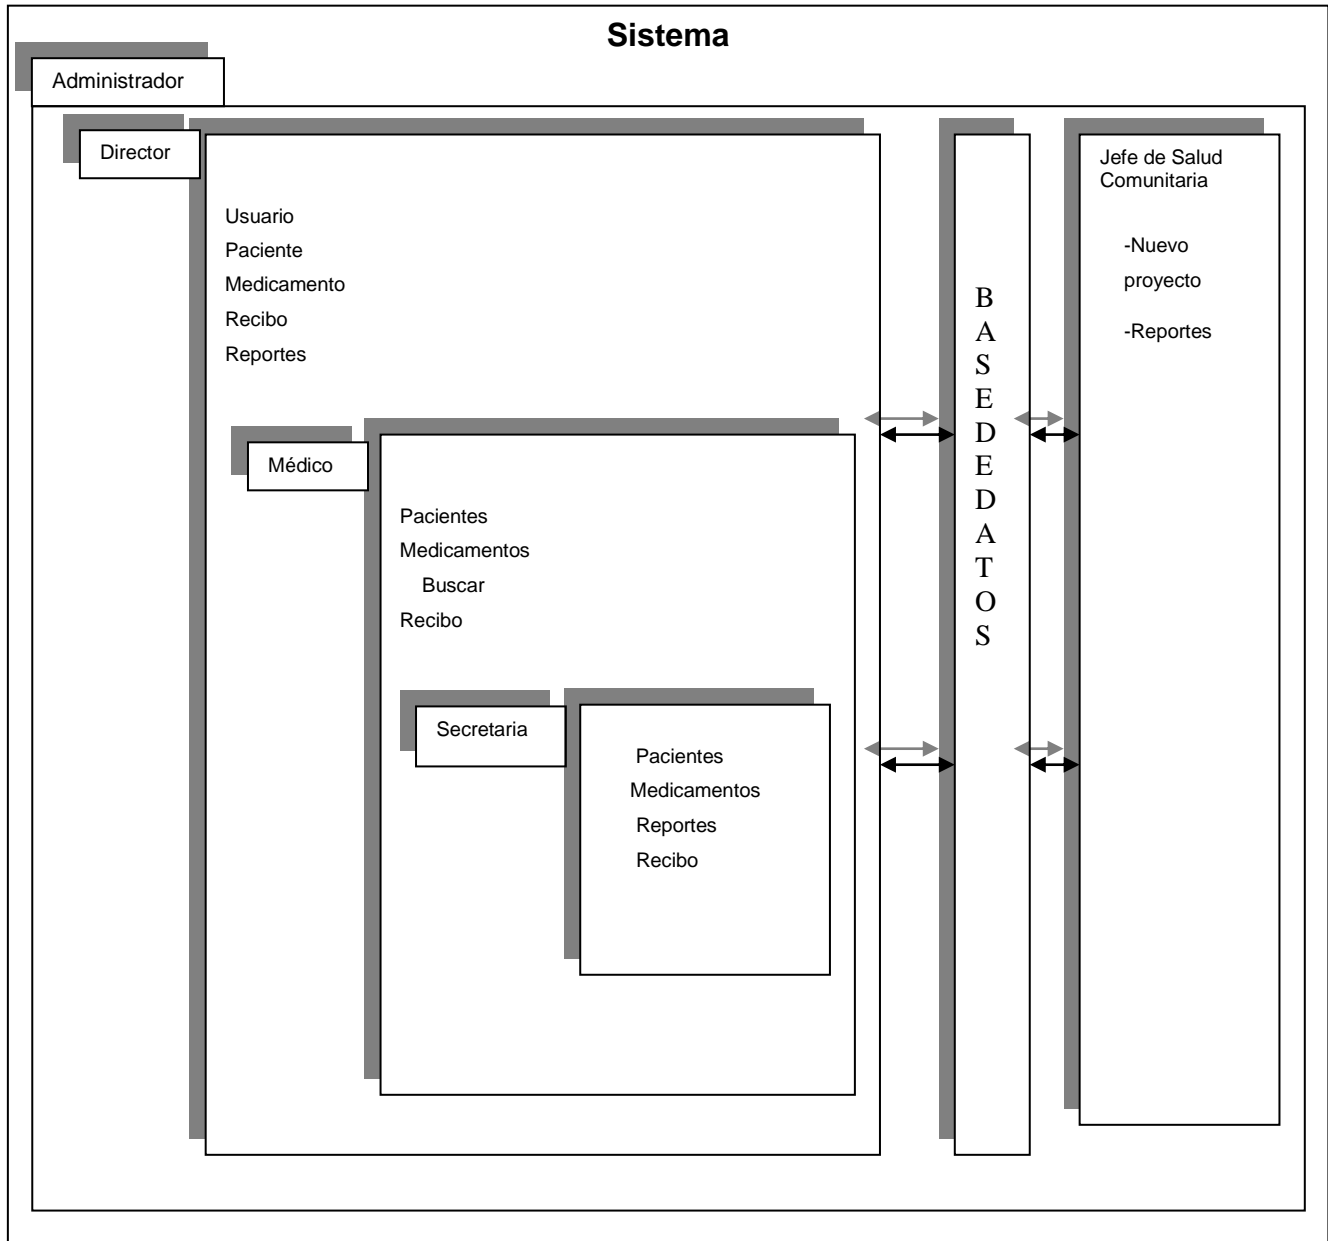 Sistema
Administrador
Director
Usuario
Paciente
Medicamento
Recibo
Reportes
Médico
Pacientes
Medicamentos
Buscar
Recibo
Secretaria
Pacientes
Medicamentos
Reportes
Recibo
B
A
S
E
D
E
D
A
T
O
S
Jefe de Salud
Comunitaria
-Nuevo
proyecto
-Reportes